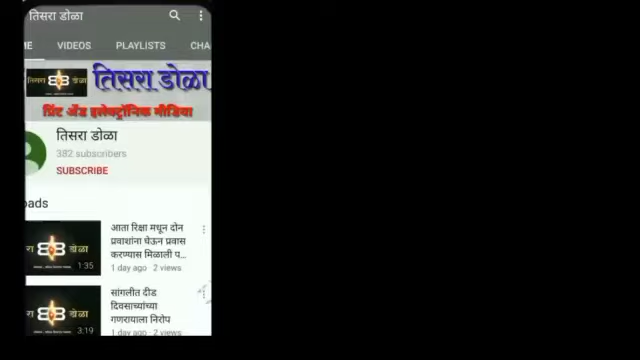 तिसरा डोळा
ME VIDEOS PLAYLISTS CHA
तिसरा डोळा
तिसरा डोळा
प्रिंट अँड इलेक्ट्रॉनिक मीडिया
तिसरा डोळा
382 subscribers
SUBSCRIBE
oads
आता रिक्षा मधून दोन
प्रवाशांना घेऊन प्रवास
करण्यास मिळाली प...
डोळा
1:35
1 day ago · 2 views
सांगलीत दीड
दिवसाच्यांच्या
गणरायाला निरोप
डोळा
3:19
1 day ago · 2 views